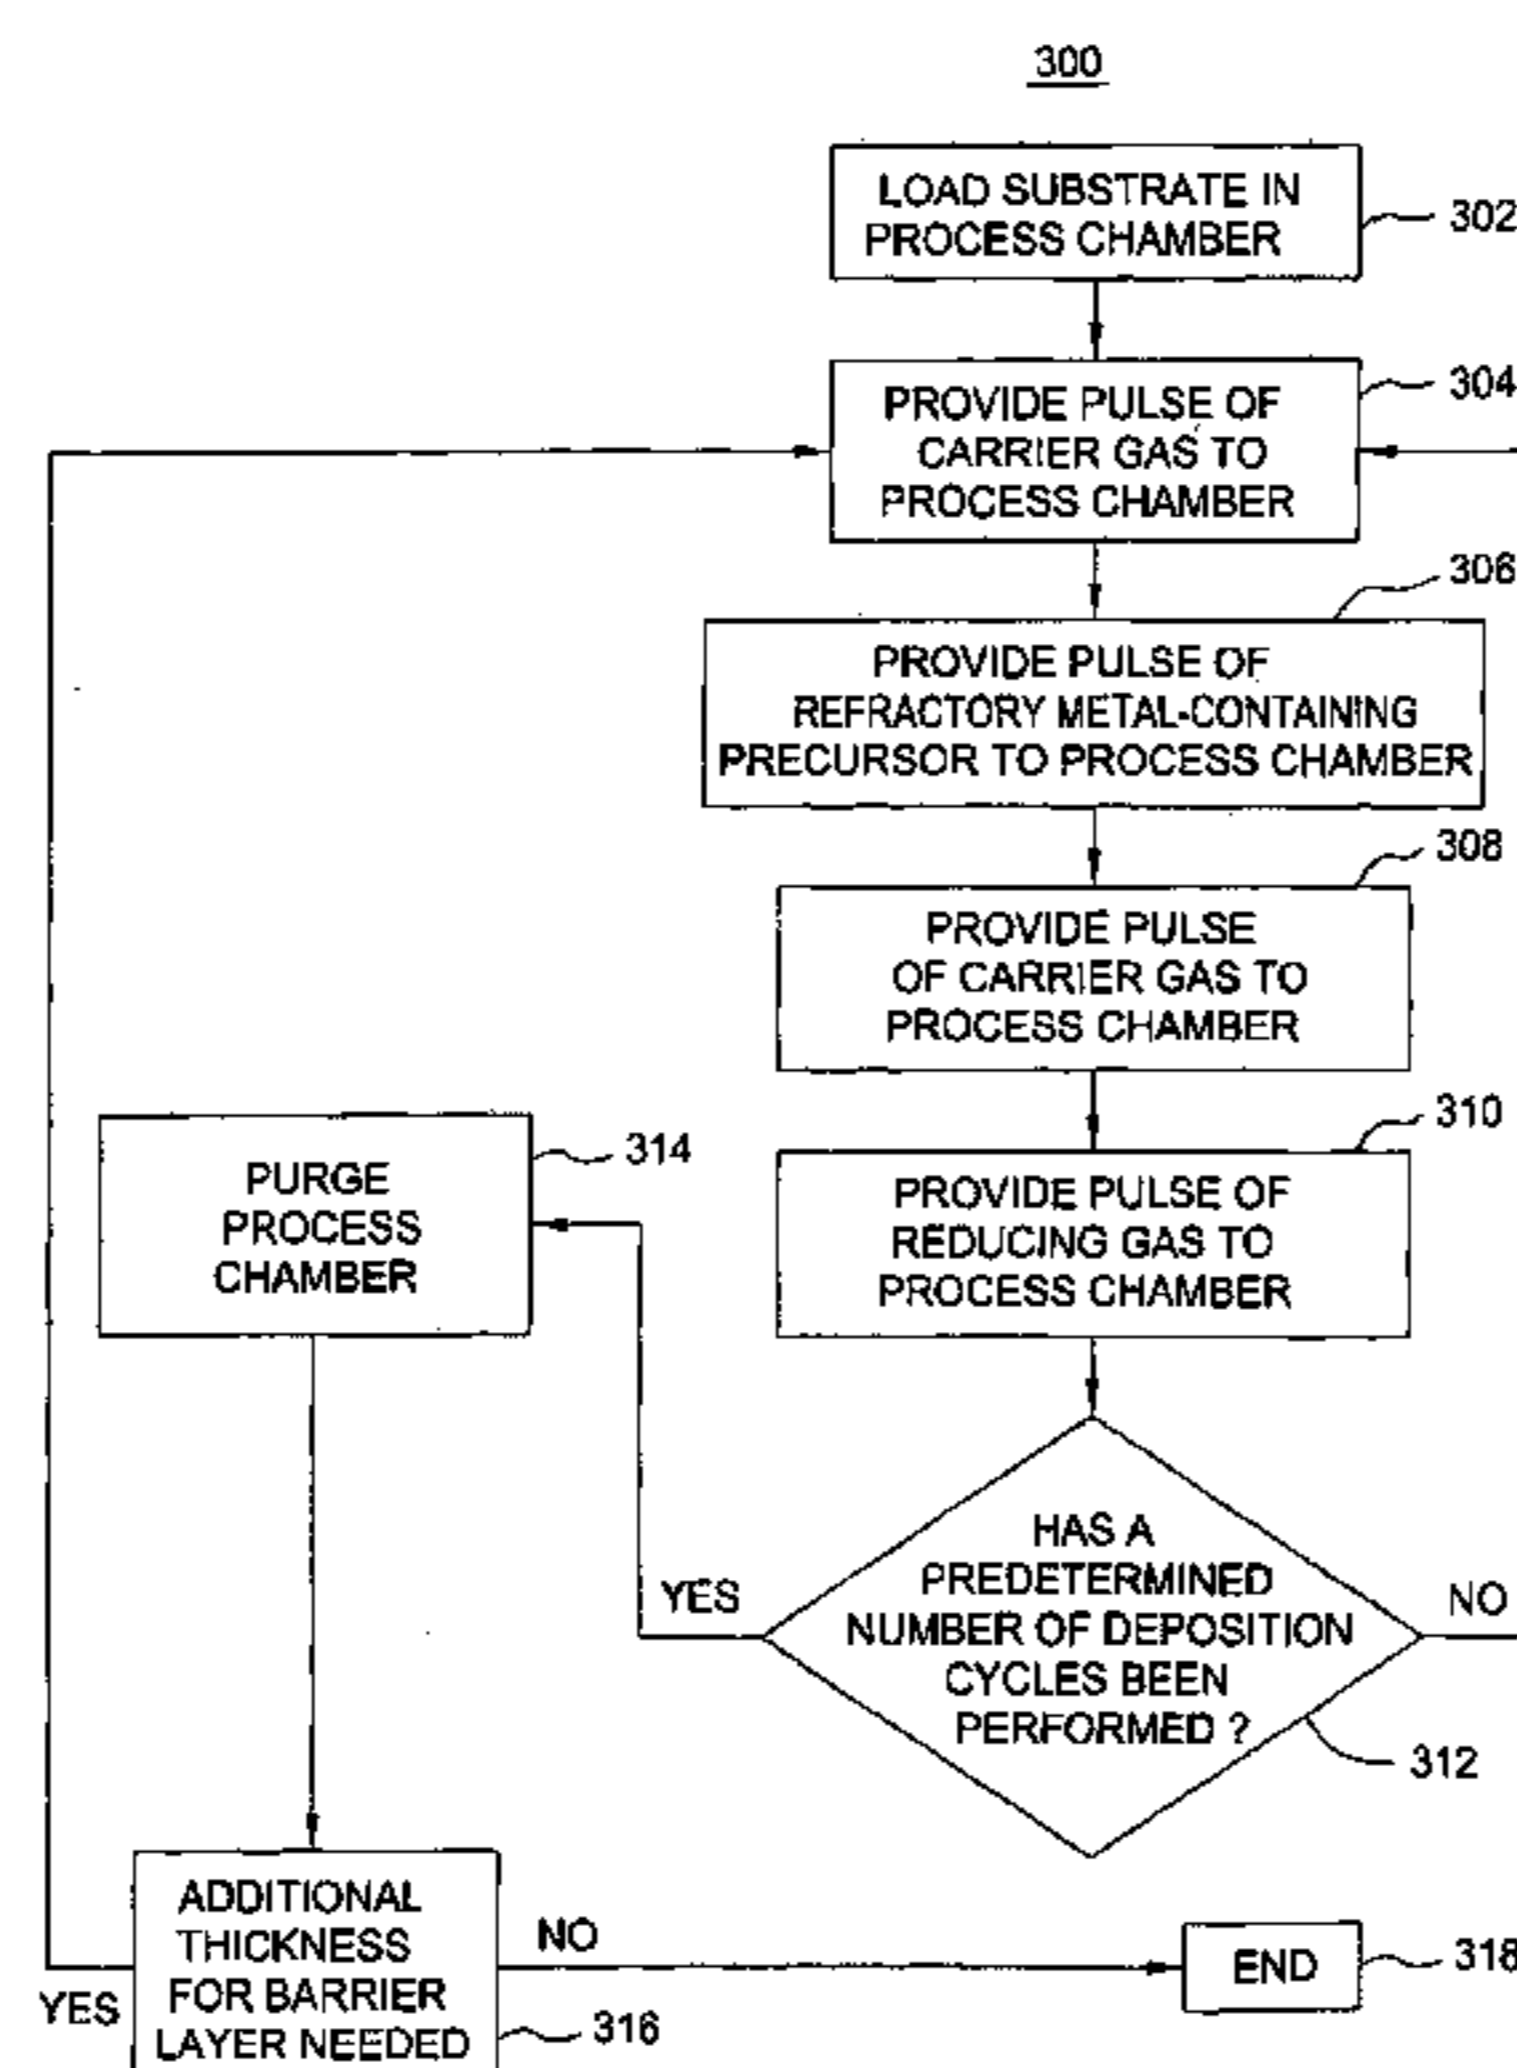 300
LOAD SUBSTRATE IN
PROCESS CHAMBER
302
PROVIDE PULSE OF
CARRIER GAS TO
PROCESS CHAMBER
304
306
PROVIDE PULSE OF
REFRACTORY METAL-CONTAINING
PRECURSOR TO PROCESS CHAMBER
308
PROVIDE PULSE
OF CARRIER GAS TO
PROCESS CHAMBER
310
PROVIDE PULSE OF
REDUCING GAS TO
PROCESS CHAMBER
314
PURGE
PROCESS
CHAMBER
HAS A
PREDETERMINED
NUMBER OF DEPOSITION
CYCLES BEEN
PERFORMED ?
YES
NO
312
ADDITIONAL
THICKNESS
FOR BARRIER
LAYER NEEDED
YES
NO
316
END
318